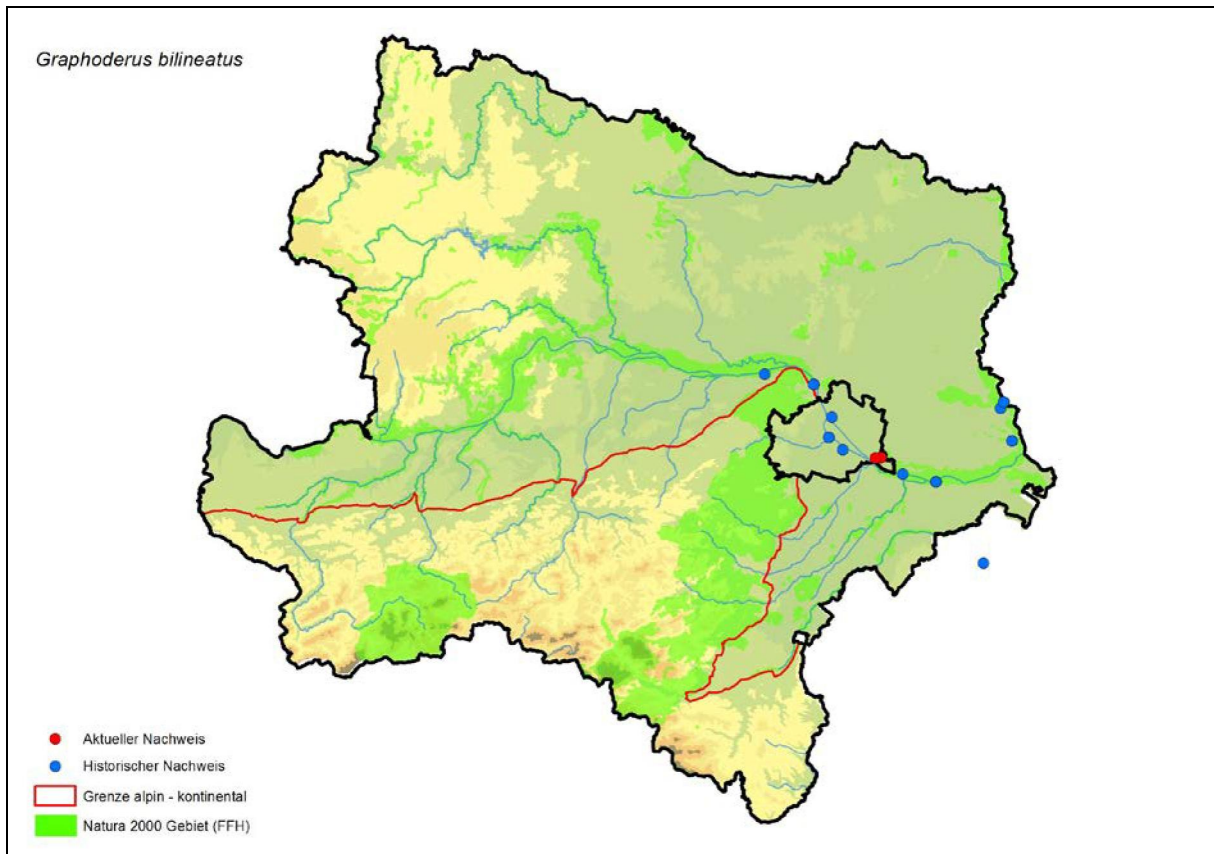 Graphoderus bilineatus
Aktueller Nachweis
Historischer Nachweis
Grenze alpin - kontinental
Natura 2000 Gebiet (FFH)